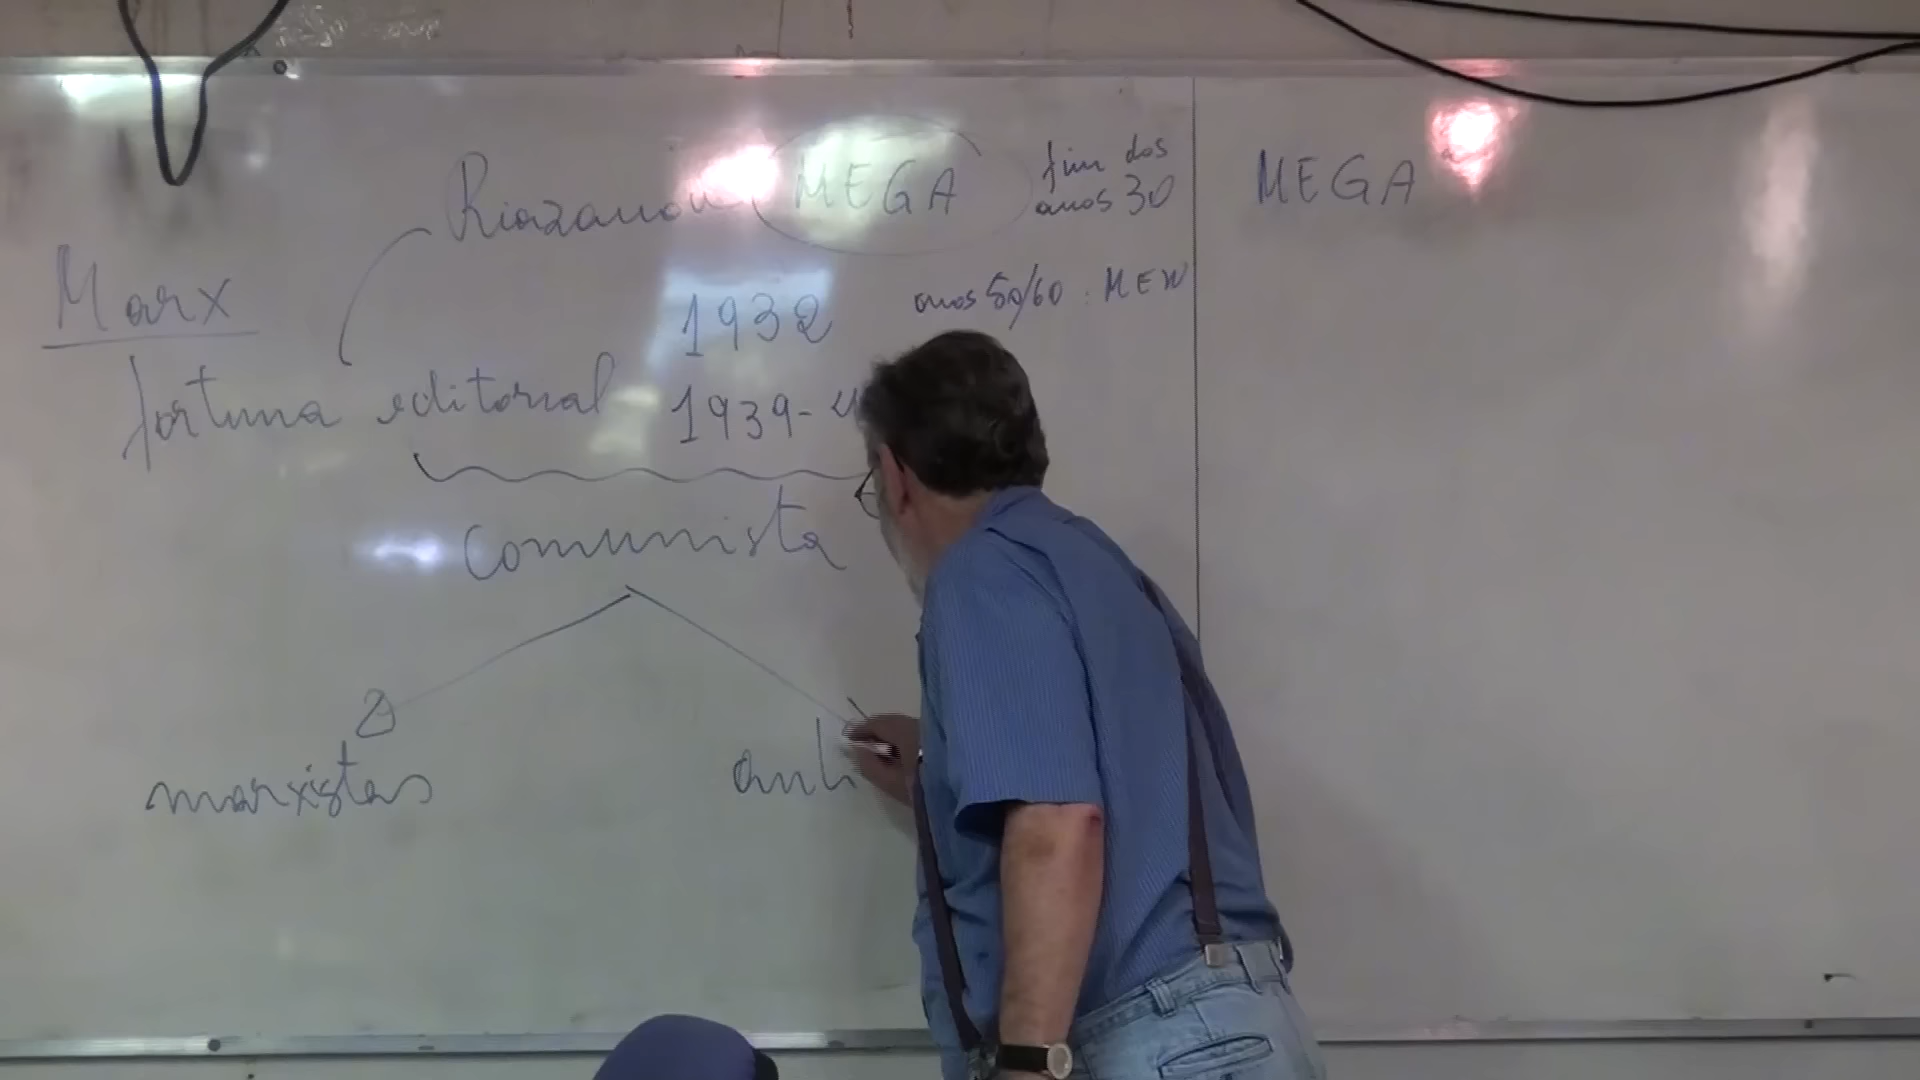 Riazanov MEGA fim dos anos 30
MEGA
Marx
1932
anos 50/60 : MEW
fortuna editorial
1939-4
comunista
marxistas
anti